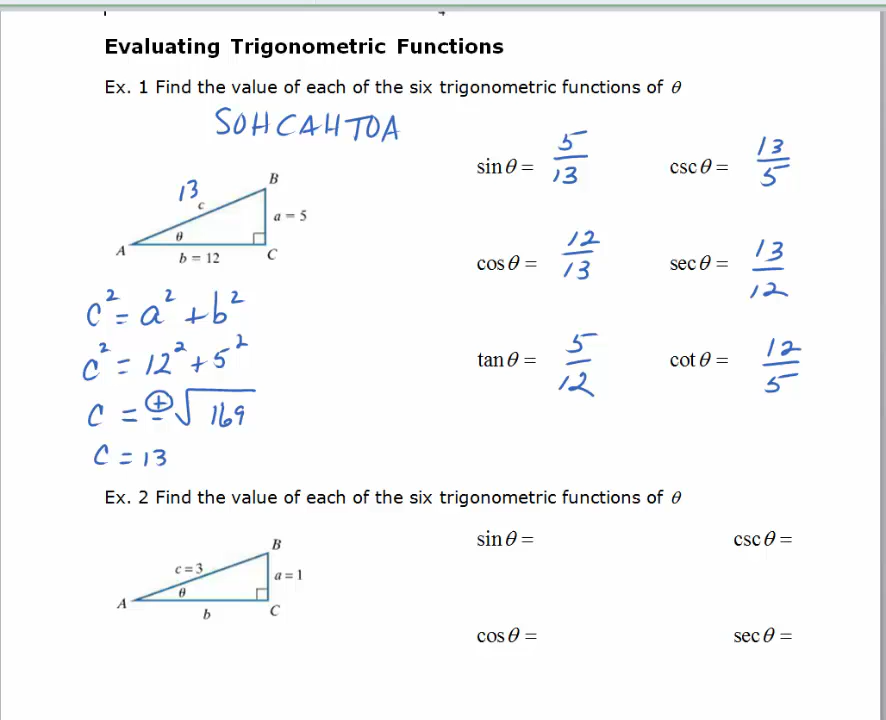 Evaluating Trigonometric Functions
Ex. 1 Find the value of each of the six trigonometric functions of θ
SOHCAHTOA
sin θ = 5/13
csc θ = 13/5
13
c
B
a = 5
θ
A
b = 12
C
cos θ = 12/13
sec θ = 13/12
c² = a² + b²
c² = 12² + 5²
tan θ = 5/12
cot θ = 12/5
c = ±√169
c = 13
Ex. 2 Find the value of each of the six trigonometric functions of θ
sin θ =
csc θ =
B
c = 3
a = 1
θ
A
b
C
cos θ =
sec θ =